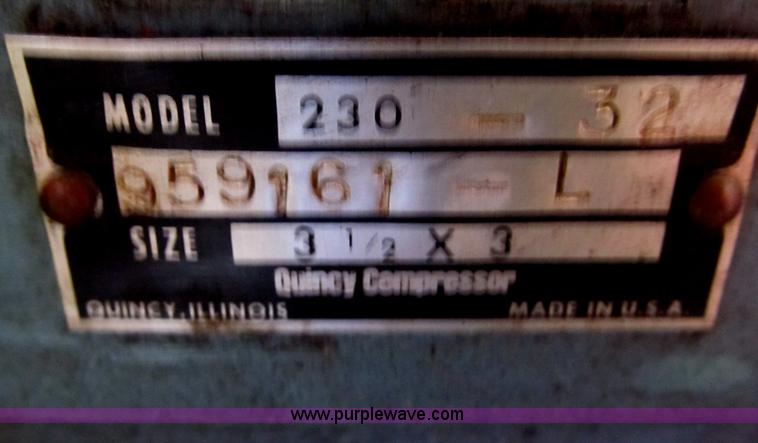 MODEL 230 - 32
959161 - L
SIZE 3 1/2 X 3
Quincy Compressor
QUINCY, ILLINOIS MADE IN U.S.A.
www.purplewave.com